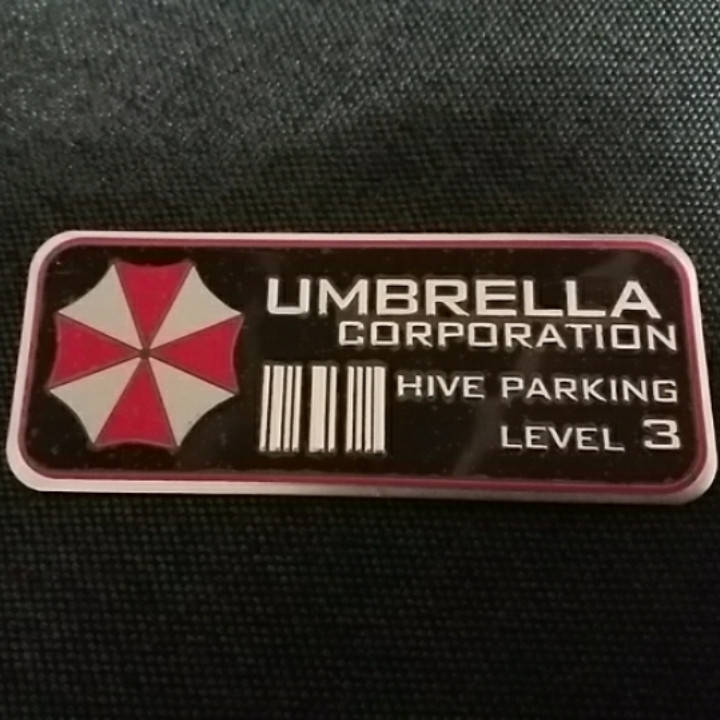 UMBRELLA
CORPORATION
HIVE PARKING
LEVEL 3